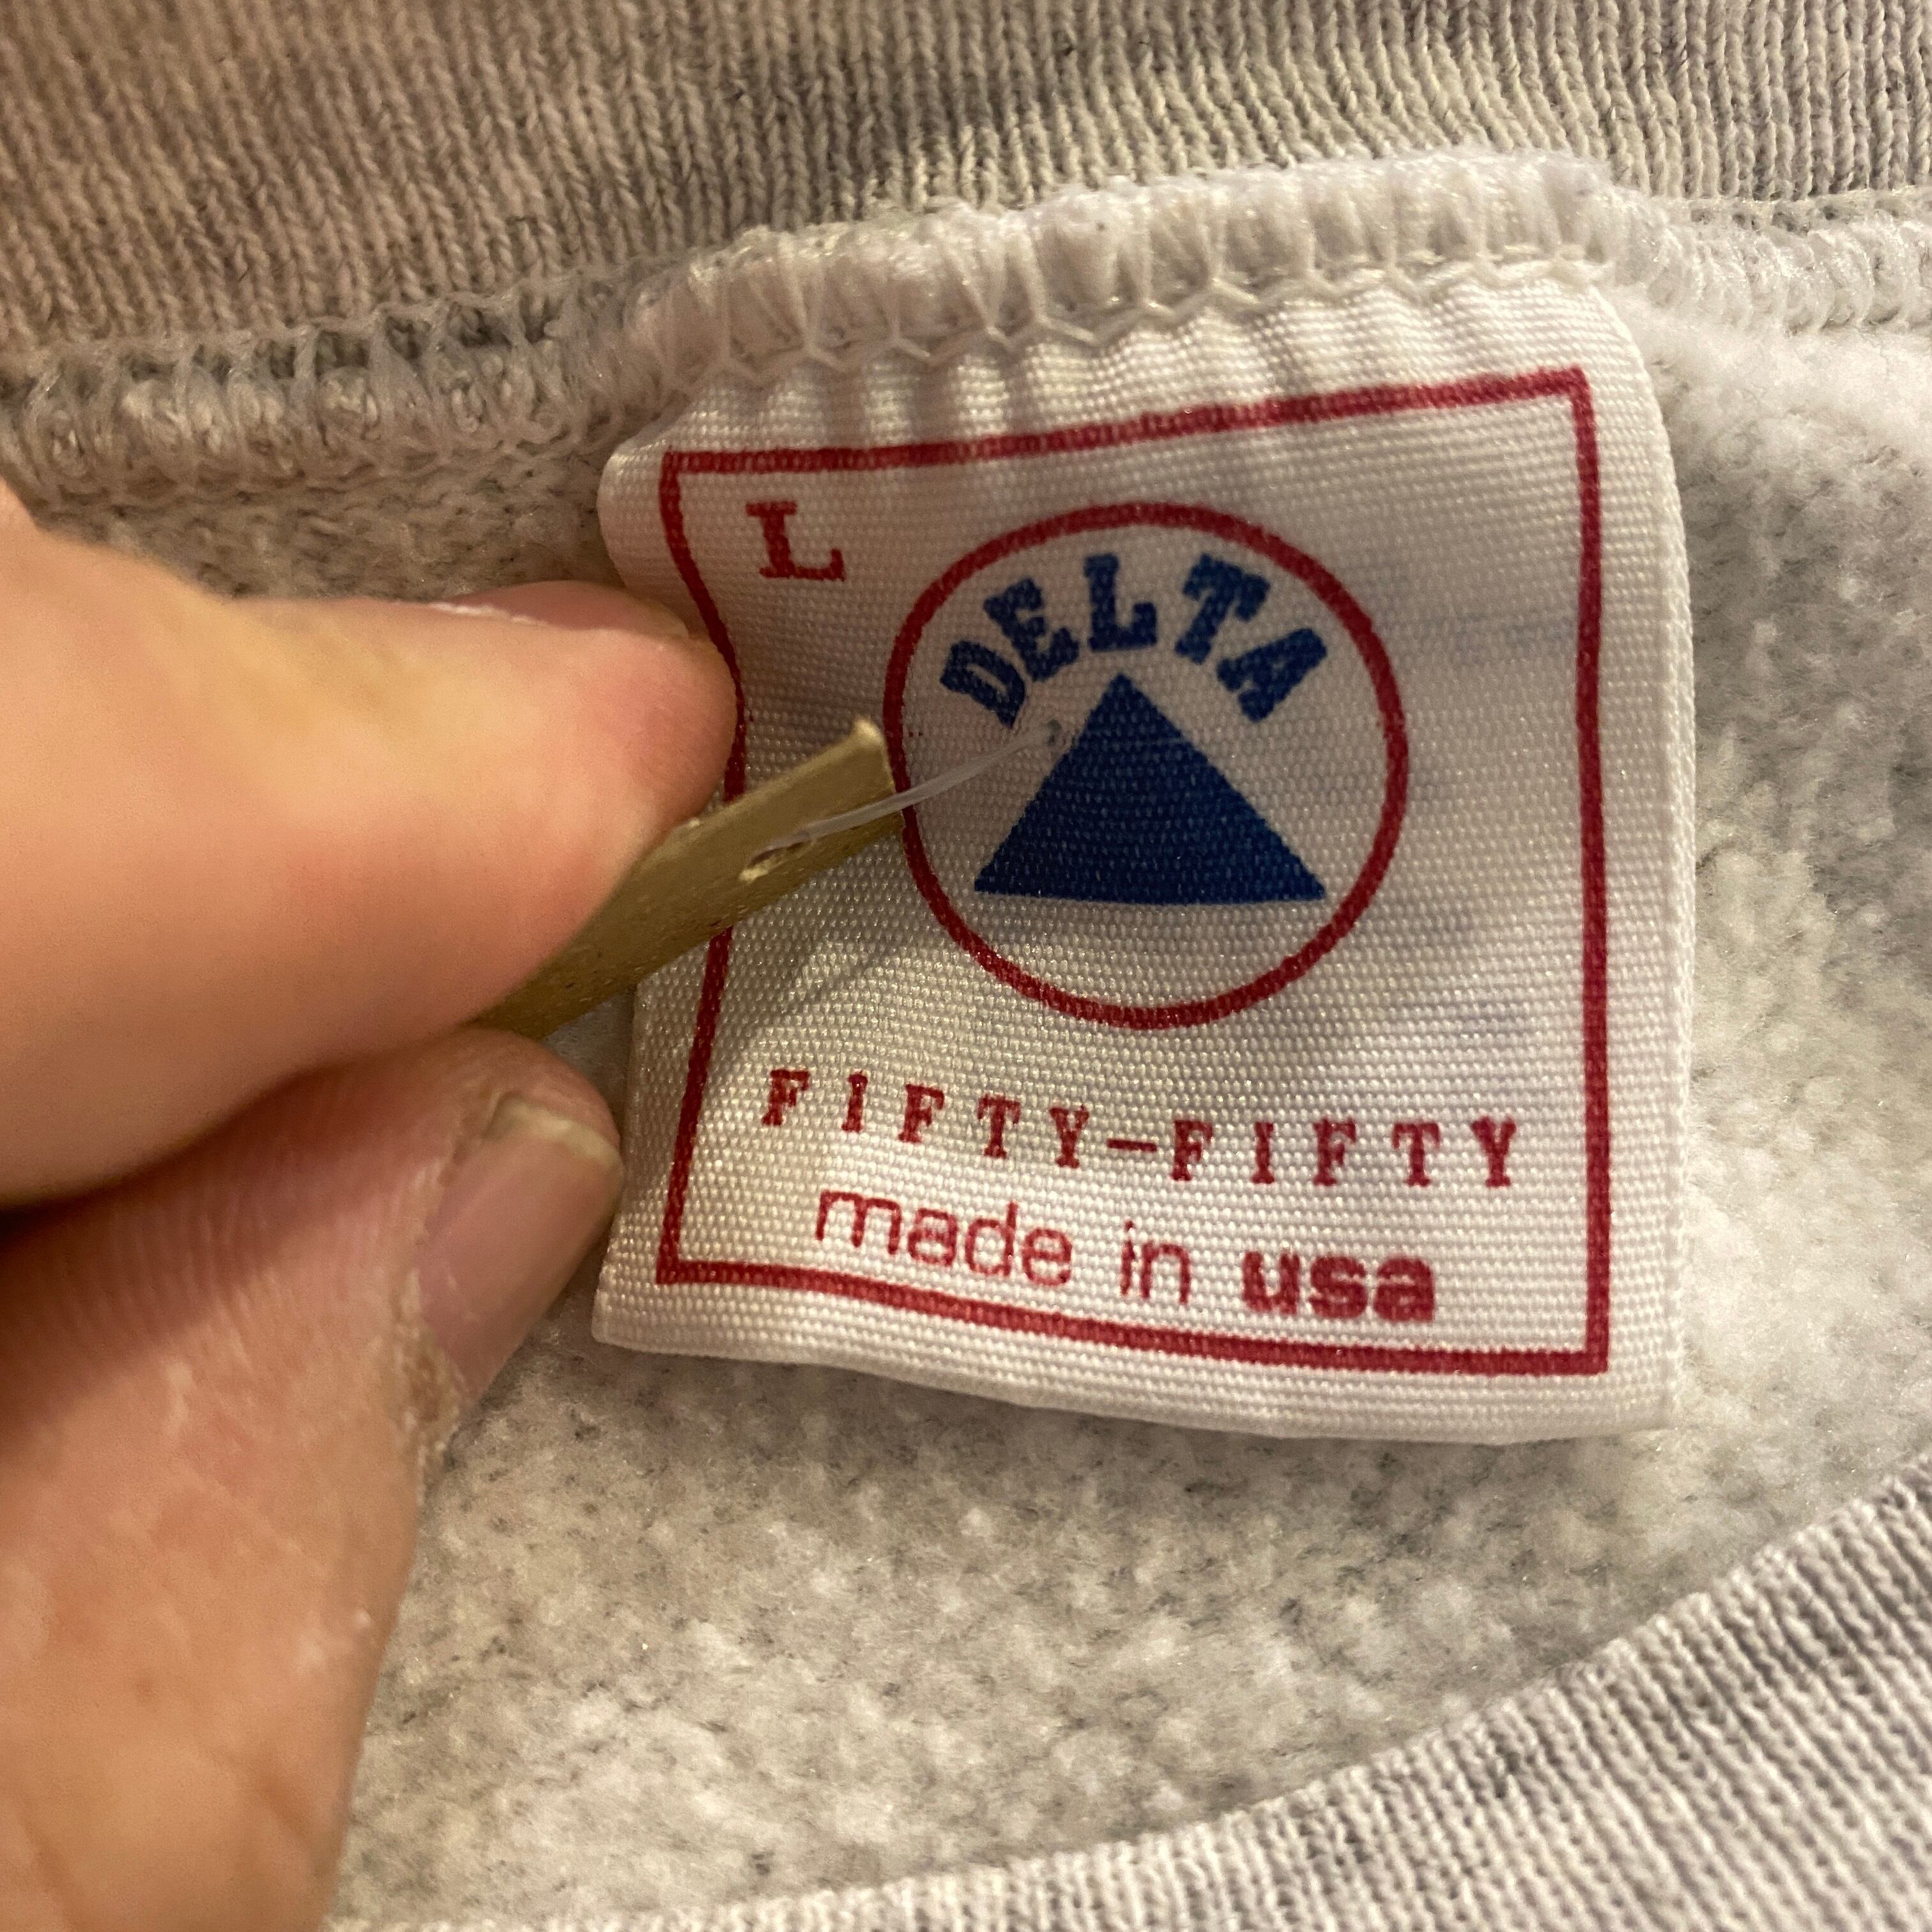 L
DELTA
FIFTY-FIFTY
made in usa